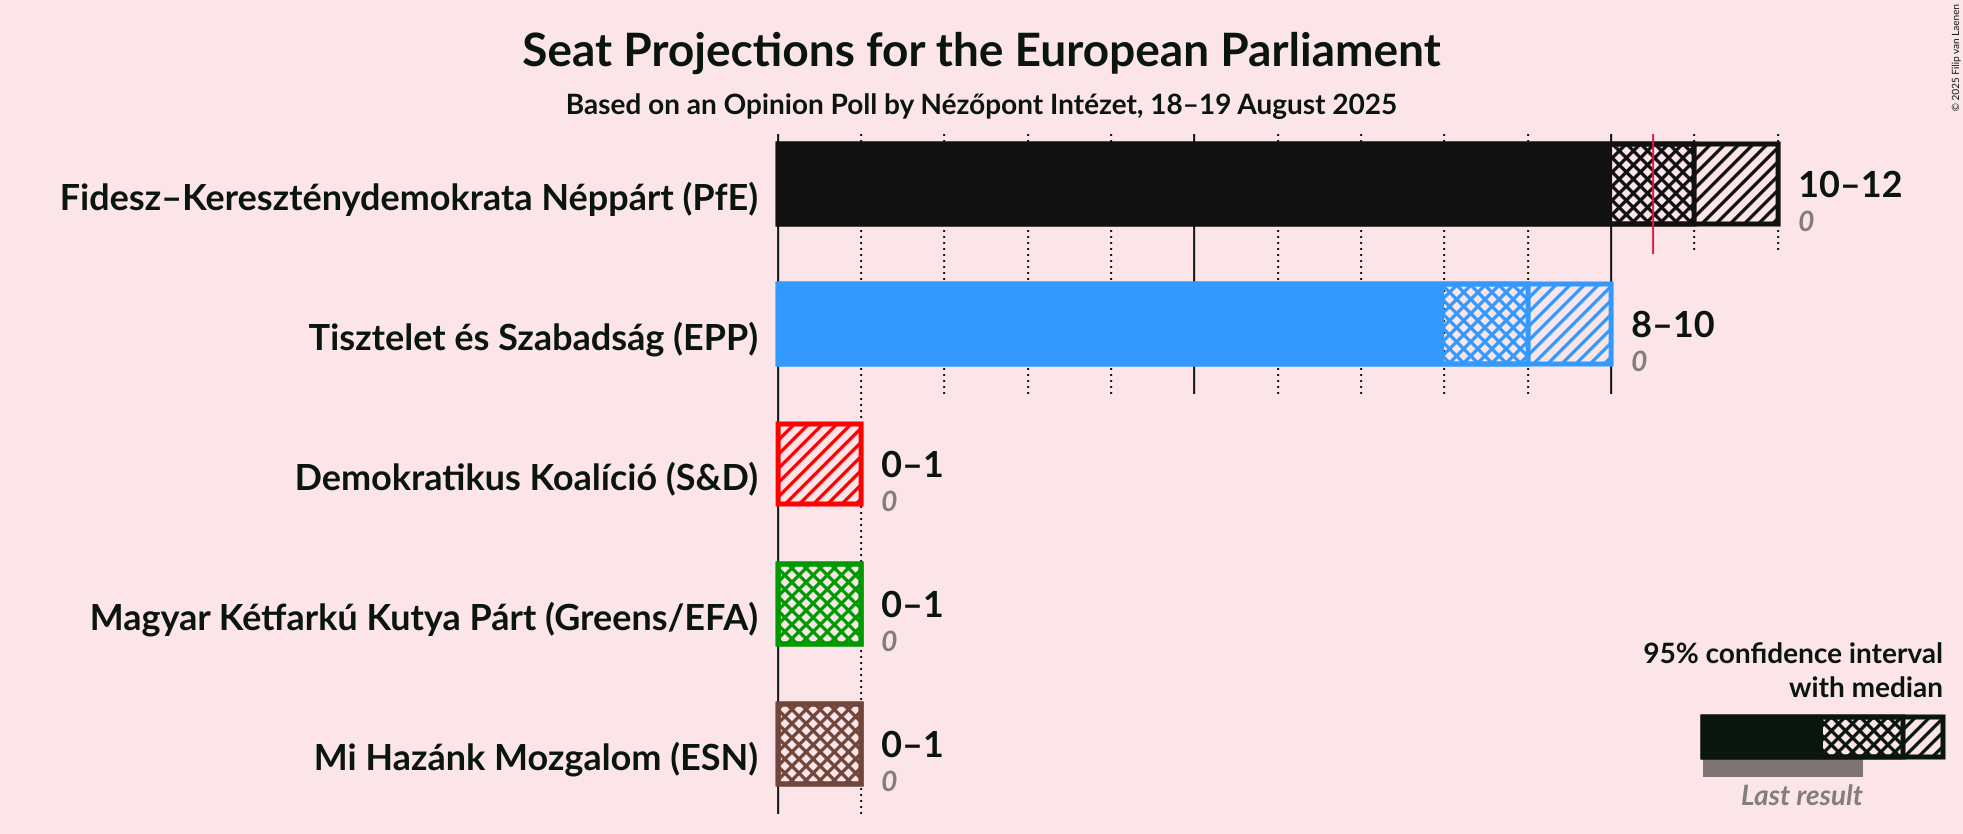 Seat Projections for the European Parliament
Based on an Opinion Poll by Nézőpont Intézet, 18–19 August 2025
© 2025 Filip van Laenen
Fidesz–Kereszténydemokrata Néppárt (PfE)
10–12
0
Tisztelet és Szabadság (EPP)
8–10
0
Demokratikus Koalíció (S&D)
0–1
0
Magyar Kétfarkú Kutya Párt (Greens/EFA)
0–1
0
Mi Hazánk Mozgalom (ESN)
0–1
0
95% confidence interval
with median
Last result